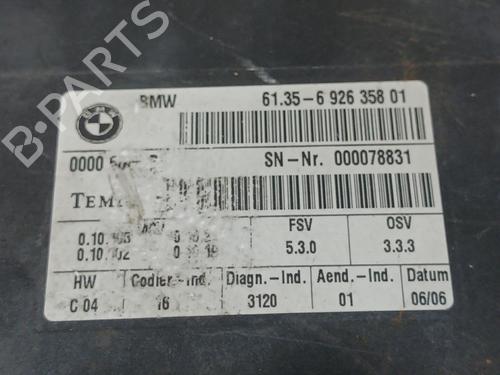 B-PARTS
BMW 61.35-6 926 358 01
0000 SN-Nr. 000078831
FSV OSV
5.3.0 3.3.3
HW Codier.-Ind. Diagn.-Ind. Aend.-Ind. Datum
C 04 16 3120 01 06/06